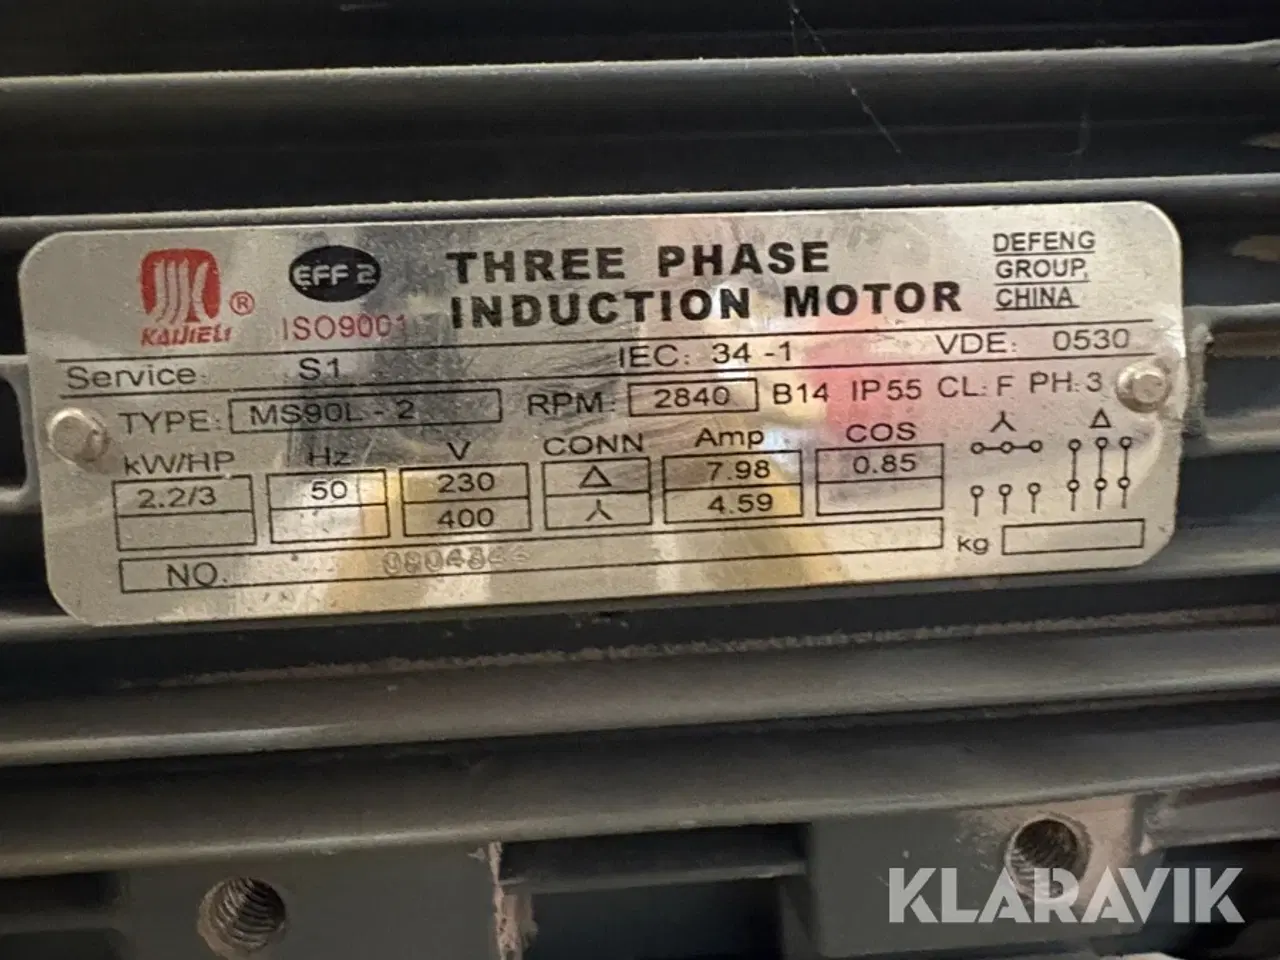 KAIJIELI ®
EFF 2
ISO9001
THREE PHASE
INDUCTION MOTOR
DEFENG
GROUP,
CHINA
Service: S1 IEC: 34-1 VDE: 0530
TYPE: MS90L-2 RPM: 2840 B14 IP55 CL: F PH: 3
kW/HP Hz V CONN Amp COS
2.2/3 50 230 Δ 7.98 0.85
400 人 4.59
人 Δ
NO.
kg
KLARAVIK